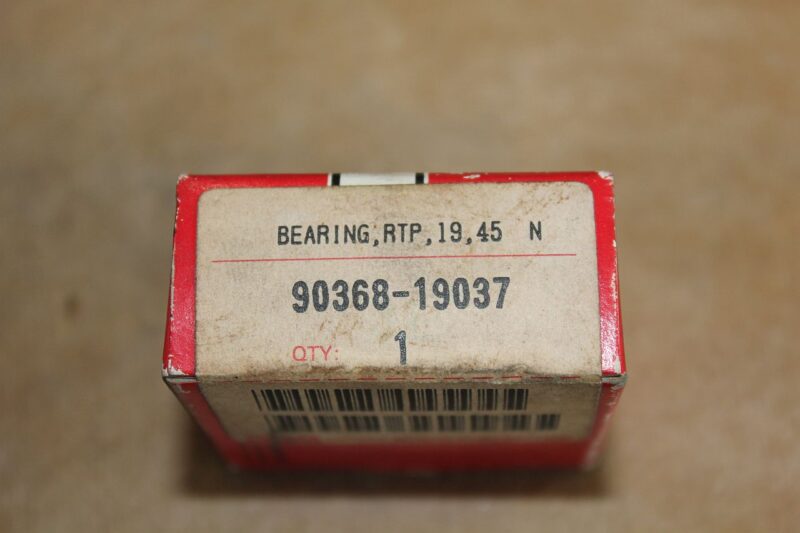 BEARING,RTP,19,45 N
90368-19037
QTY: 1